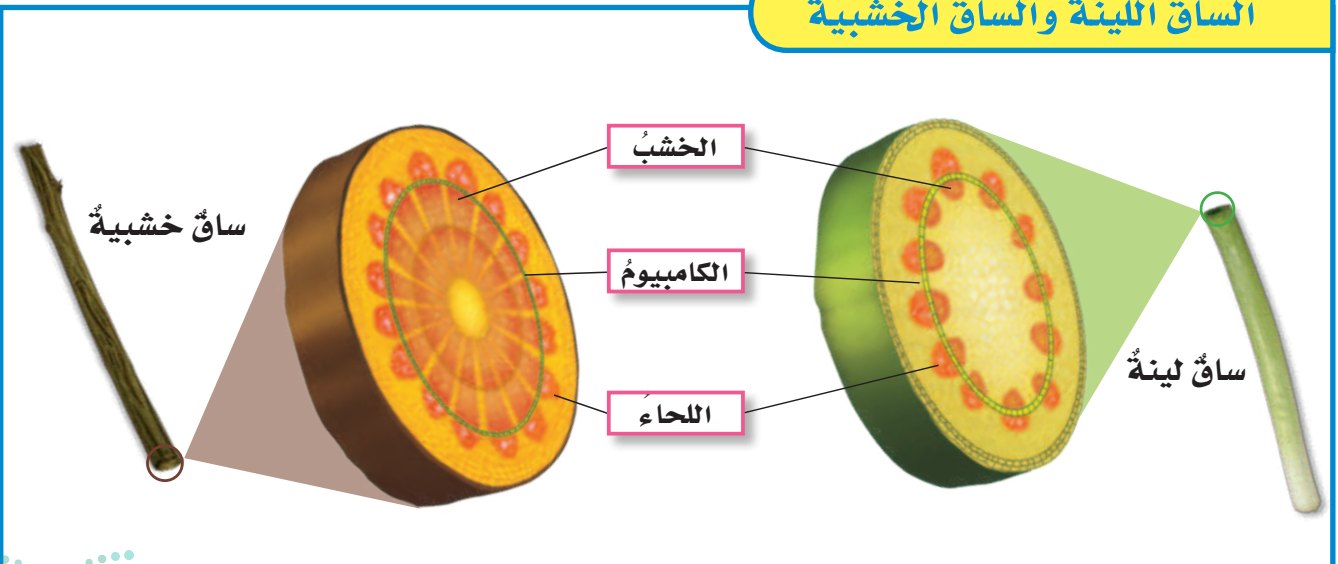 الساق اللينة والساق الخشبية
الخشبُ
ساقٌ خشبيةٌ
الكامبيومُ
ساقٌ لينةٌ
اللحاءُ